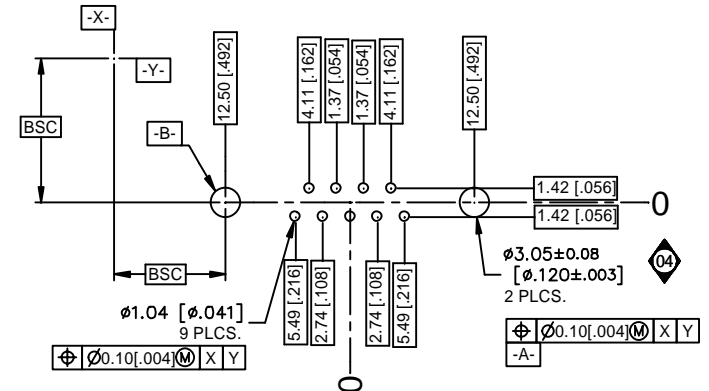 -X-
-Y-
BSC
-B-
12.50 [.492]
4.11 [.162]
1.37 [.054]
1.37 [.054]
4.11 [.162]
12.50 [.492]
1.42 [.056]
1.42 [.056]
0
BSC
5.49 [.216]
2.74 [.108]
2.74 [.108]
5.49 [.216]
0
ø1.04 [ø.041]
9 PLCS.
⌖ Ø0.10[.004]Ⓜ X Y
ø3.05±0.08
[ø.120±.003]
2 PLCS.
04
⌖ Ø0.10[.004]Ⓜ X Y
-A-